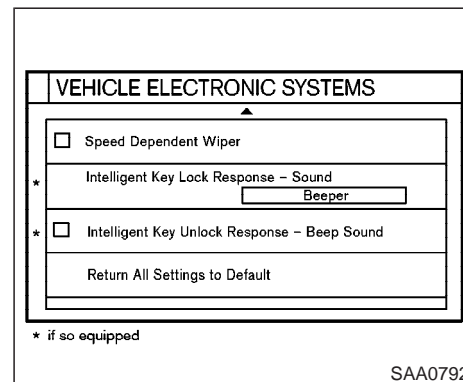 VEHICLE ELECTRONIC SYSTEMS
Speed Dependent Wiper
* Intelligent Key Lock Response – Sound
Beeper
* Intelligent Key Unlock Response – Beep Sound
Return All Settings to Default
* if so equipped
SAA0792